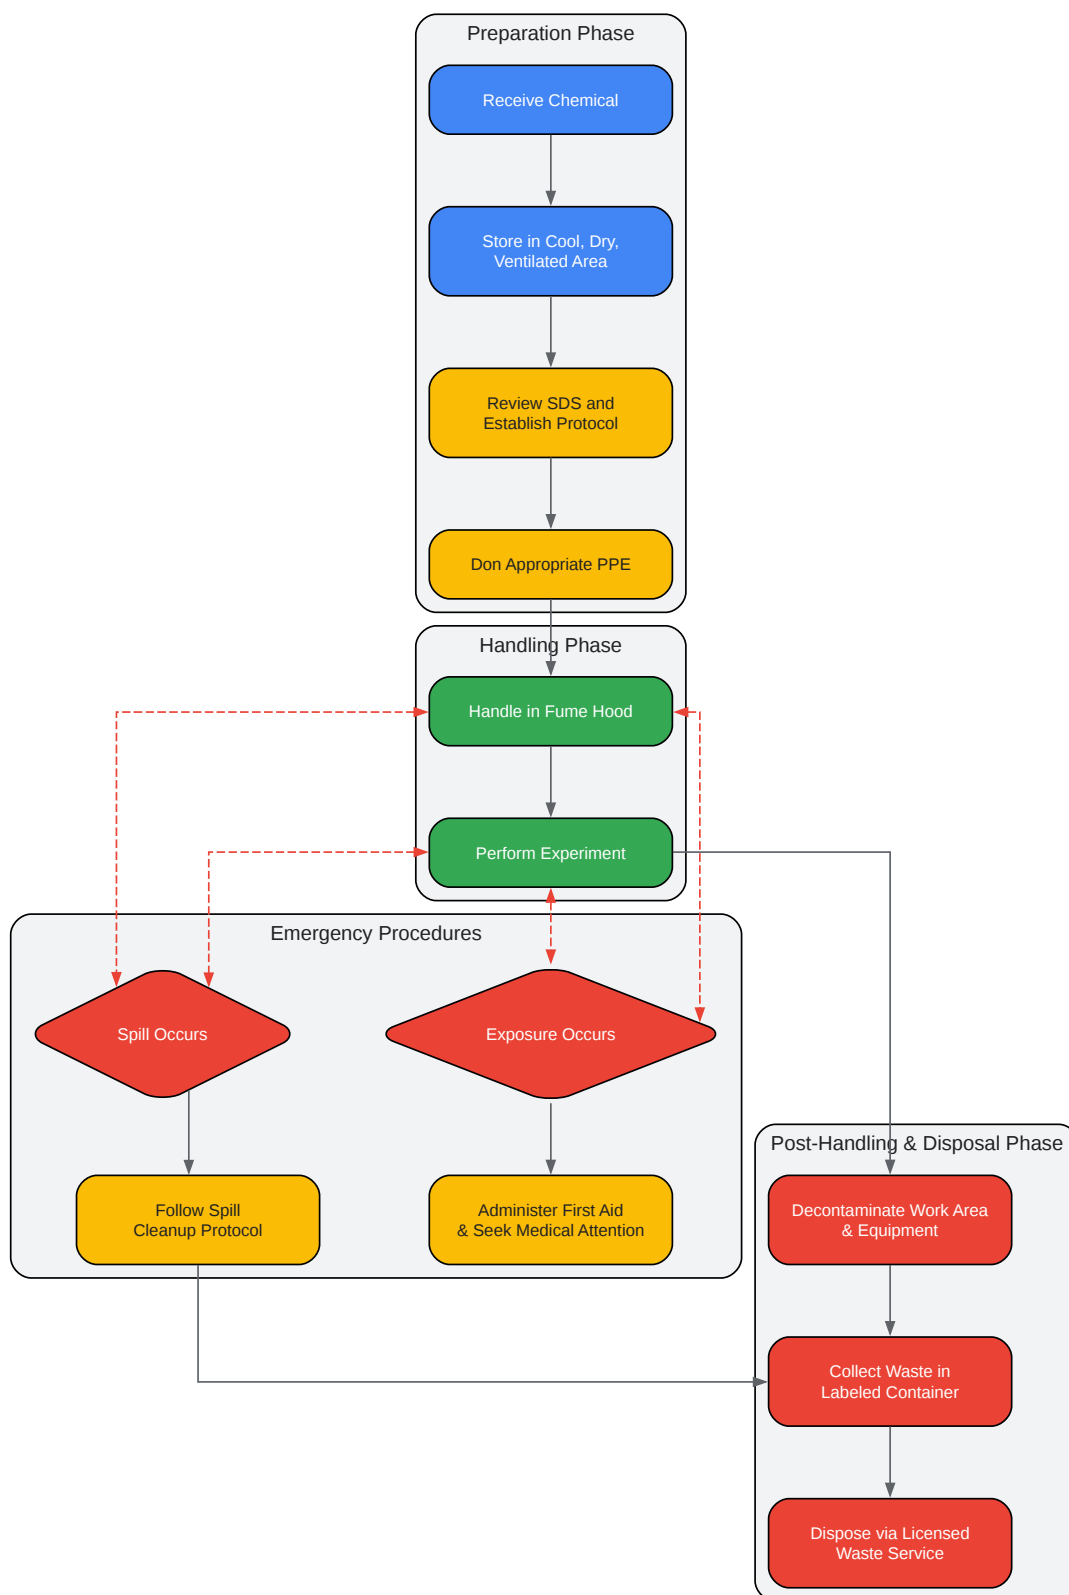 Preparation Phase
Receive Chemical
Store in Cool, Dry,
Ventilated Area
Review SDS and
Establish Protocol
Don Appropriate PPE
Handling Phase
Handle in Fume Hood
Perform Experiment
Emergency Procedures
Spill Occurs
Exposure Occurs
Follow Spill
Cleanup Protocol
Administer First Aid
& Seek Medical Attention
Post-Handling & Disposal Phase
Decontaminate Work Area
& Equipment
Collect Waste in
Labeled Container
Dispose via Licensed
Waste Service